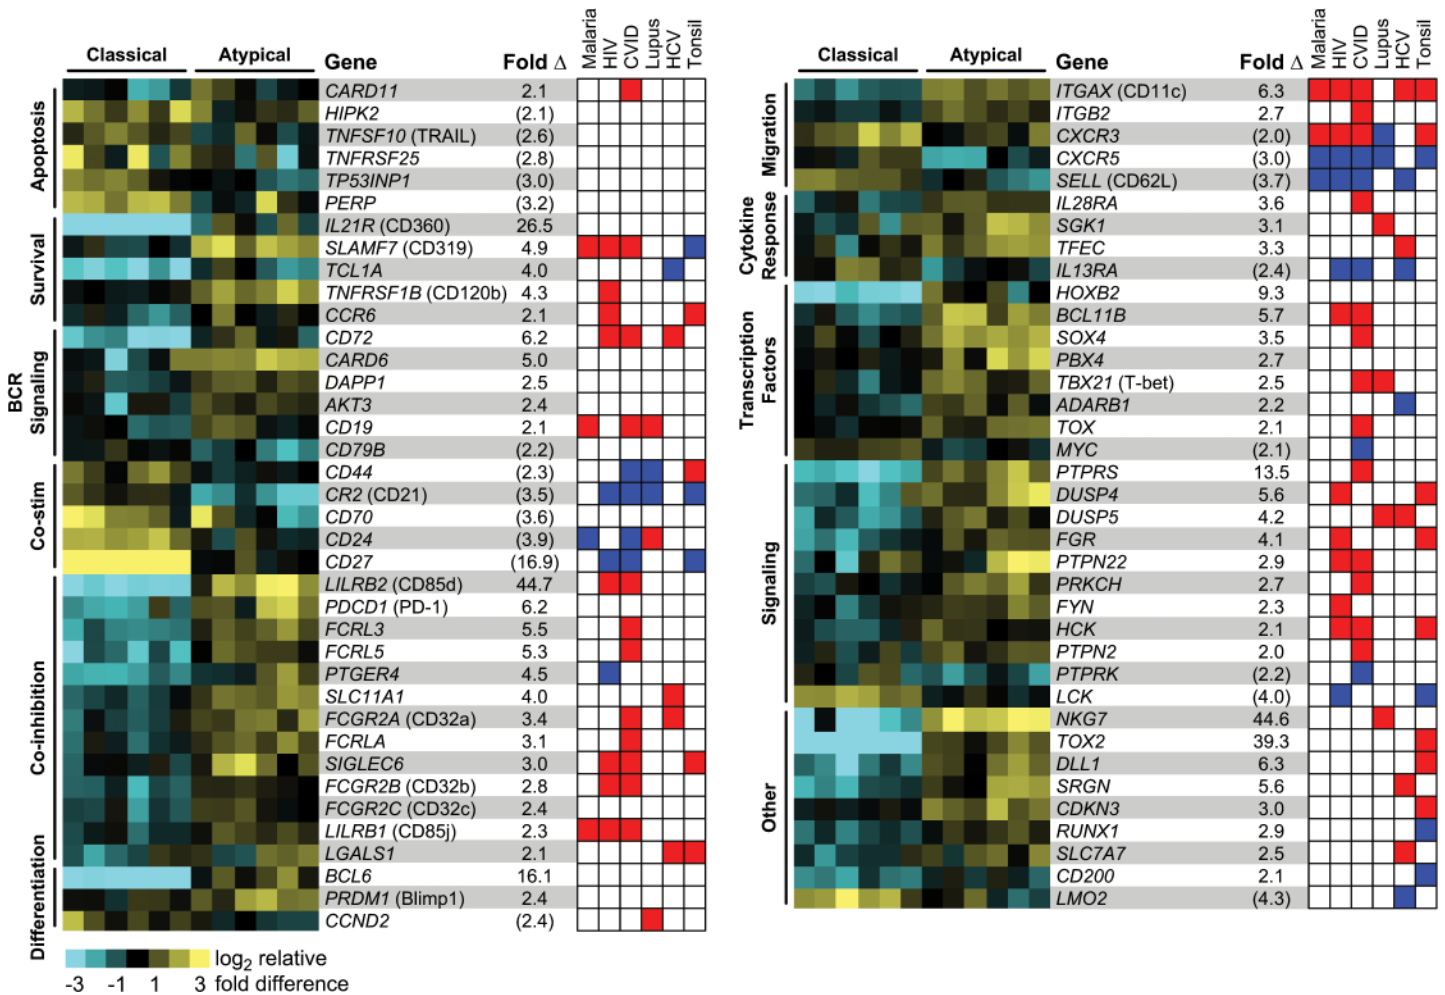 Classical Atypical Gene Fold Δ Malaria HIV CVID Lupus HCV Tonsil
Apoptosis
CARD11 2.1
HIPK2 (2.1)
TNFSF10 (TRAIL) (2.6)
TNFRSF25 (2.8)
TP53INP1 (3.0)
PERP (3.2)
Survival
IL21R (CD360) 26.5
SLAMF7 (CD319) 4.9
TCL1A 4.0
TNFRSF1B (CD120b) 4.3
CCR6 2.1
BCR
Signaling
CD72 6.2
CARD6 5.0
DAPP1 2.5
AKT3 2.4
CD19 2.1
CD79B (2.2)
Co-stim
CD44 (2.3)
CR2 (CD21) (3.5)
CD70 (3.6)
CD24 (3.9)
CD27 (16.9)
Co-inhibition
LILRB2 (CD85d) 44.7
PDCD1 (PD-1) 6.2
FCRL3 5.5
FCRL5 5.3
PTGER4 4.5
SLC11A1 4.0
FCGR2A (CD32a) 3.4
FCRLA 3.1
SIGLEC6 3.0
FCGR2B (CD32b) 2.8
FCGR2C (CD32c) 2.4
LILRB1 (CD85j) 2.3
LGALS1 2.1
Differentiation
BCL6 16.1
PRDM1 (Blimp1) 2.4
CCND2 (2.4)
log2 relative
-3 -1 1 3 fold difference
Classical Atypical Gene Fold Δ Malaria HIV CVID Lupus HCV Tonsil
Migration
ITGAX (CD11c) 6.3
ITGB2 2.7
CXCR3 (2.0)
CXCR5 (3.0)
SELL (CD62L) (3.7)
Cytokine
Response
IL28RA 3.6
SGK1 3.1
TFEC 3.3
IL13RA (2.4)
Transcription
Factors
HOXB2 9.3
BCL11B 5.7
SOX4 3.5
PBX4 2.7
TBX21 (T-bet) 2.5
ADARB1 2.2
TOX 2.1
MYC (2.1)
Signaling
PTPRS 13.5
DUSP4 5.6
DUSP5 4.2
FGR 4.1
PTPN22 2.9
PRKCH 2.7
FYN 2.3
HCK 2.1
PTPN2 2.0
PTPRK (2.2)
LCK (4.0)
Other
NKG7 44.6
TOX2 39.3
DLL1 6.3
SRGN 5.6
CDKN3 3.0
RUNX1 2.9
SLC7A7 2.5
CD200 2.1
LMO2 (4.3)